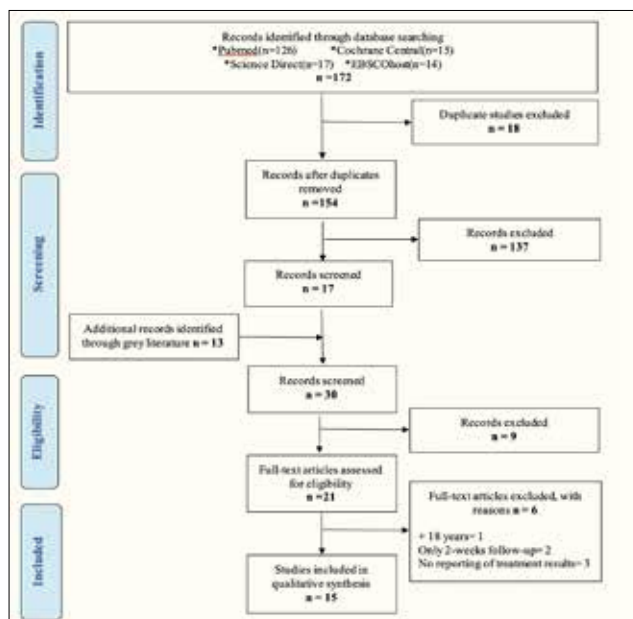 Identification
Records identified through database searching
*Pubmed(n=126) *Cochrane Central(n=15)
*Science Direct(n=17) *EBSCOhost(n=14)
n =172
Duplicate studies excluded
n = 18
Screening
Records after duplicates
removed
n =154
Records excluded
n = 137
Records screened
n = 17
Additional records identified
through grey literature n = 13
Records screened
n = 30
Eligibility
Records excluded
n = 9
Full-text articles assessed
for eligibility
n =21
Full-text articles excluded, with
reasons n = 6
+ 18 years= 1
Only 2-weeks follow-up= 2
No reporting of treatment results= 3
Included
Studies included in
qualitative synthesis
n = 15